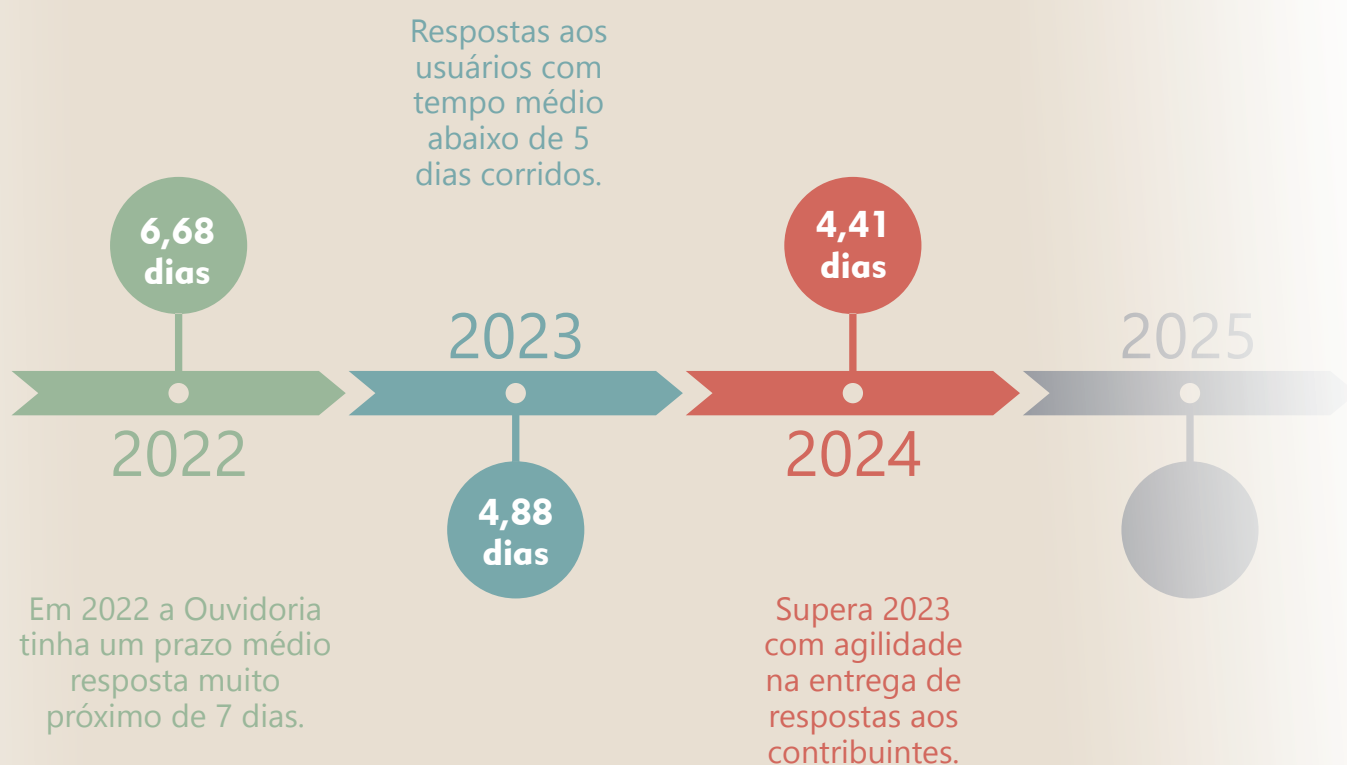 6,68
dias
2022
Em 2022 a Ouvidoria
tinha um prazo médio
resposta muito
próximo de 7 dias.
Respostas aos
usuários com
tempo médio
abaixo de 5
dias corridos.
2023
4,88
dias
4,41
dias
2024
Supera 2023
com agilidade
na entrega de
respostas aos
contribuintes.
2025